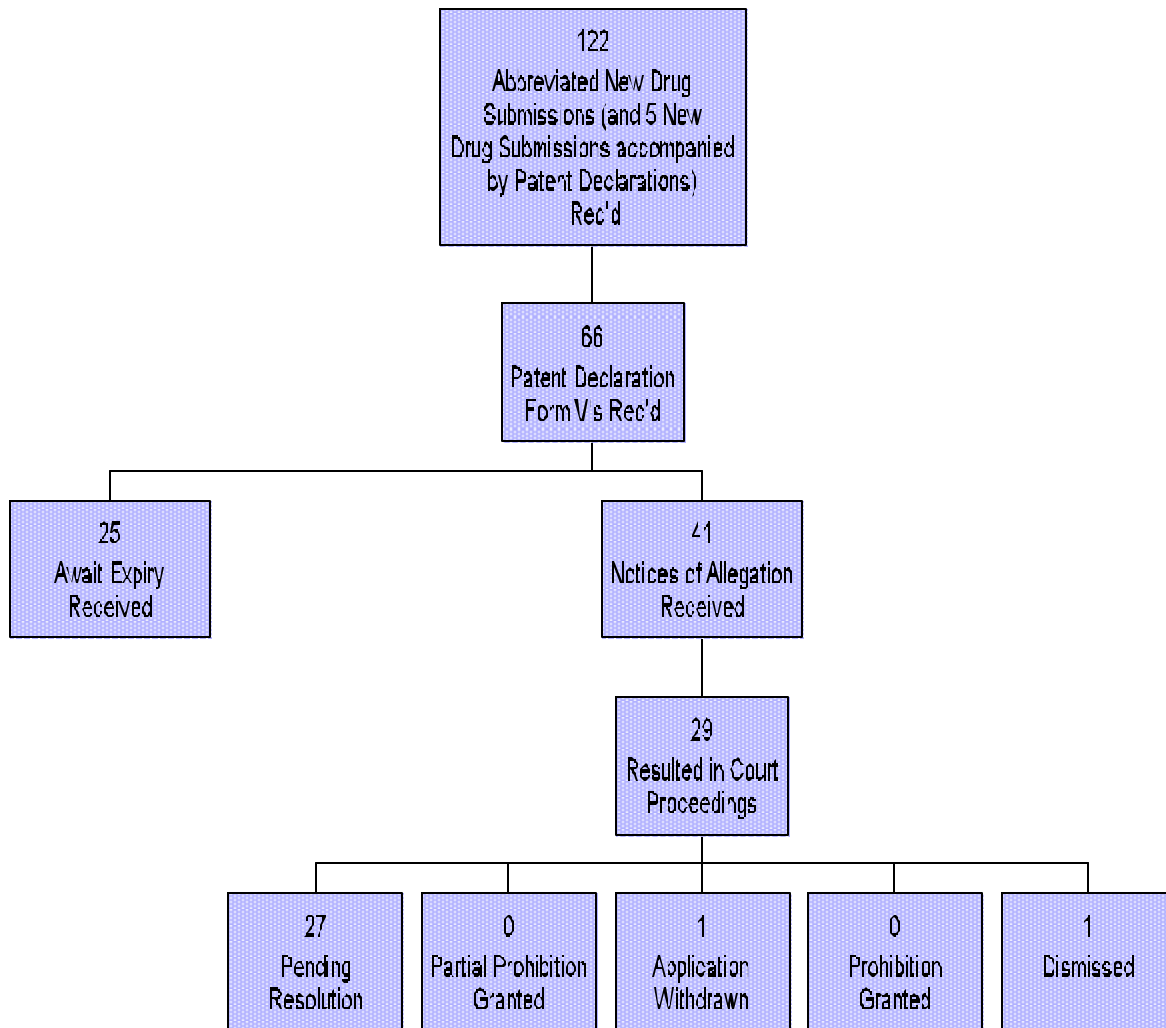 122
Abbreviated New Drug
Submissions (and 5 New
Drug Submissions accompanied
by Patent Declarations)
Rec'd
66
Patent Declaration
Form V's Rec'd
25
Await Expiry
Received
41
Notices of Allegation
Received
29
Resulted in Court
Proceedings
27
Pending
Resolution
0
Partial Prohibition
Granted
1
Application
Withdrawn
0
Prohibition
Granted
1
Dismissed